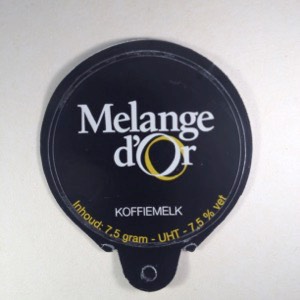 Melange
d'Or
KOFFIEMELK
Inhoud: 7,5 gram - UHT - 7,5 % vet